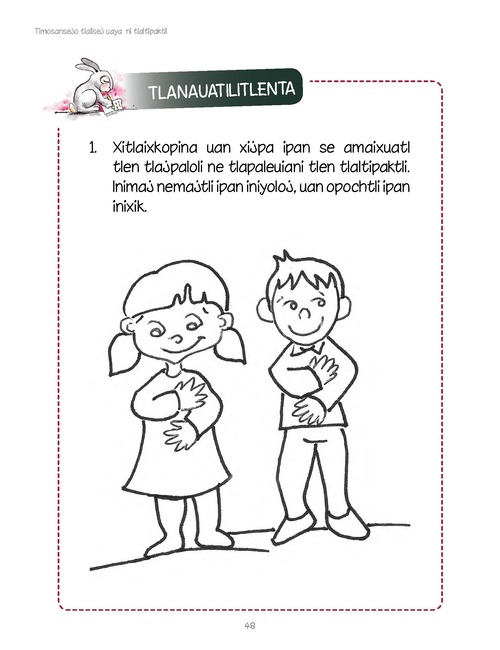 Timosansejo tlalisej uaya ni tlaltipaktli
TLANAUATILITLENTA
1. Xitlaixkopina uan xijpa ipan se amaixuatl
tlen tlajpaloli ne tlapaleuiani tlen tlaltipaktli.
Inimaj nemajtli ipan iniyoloj, uan opochtli ipan
inixik.
48